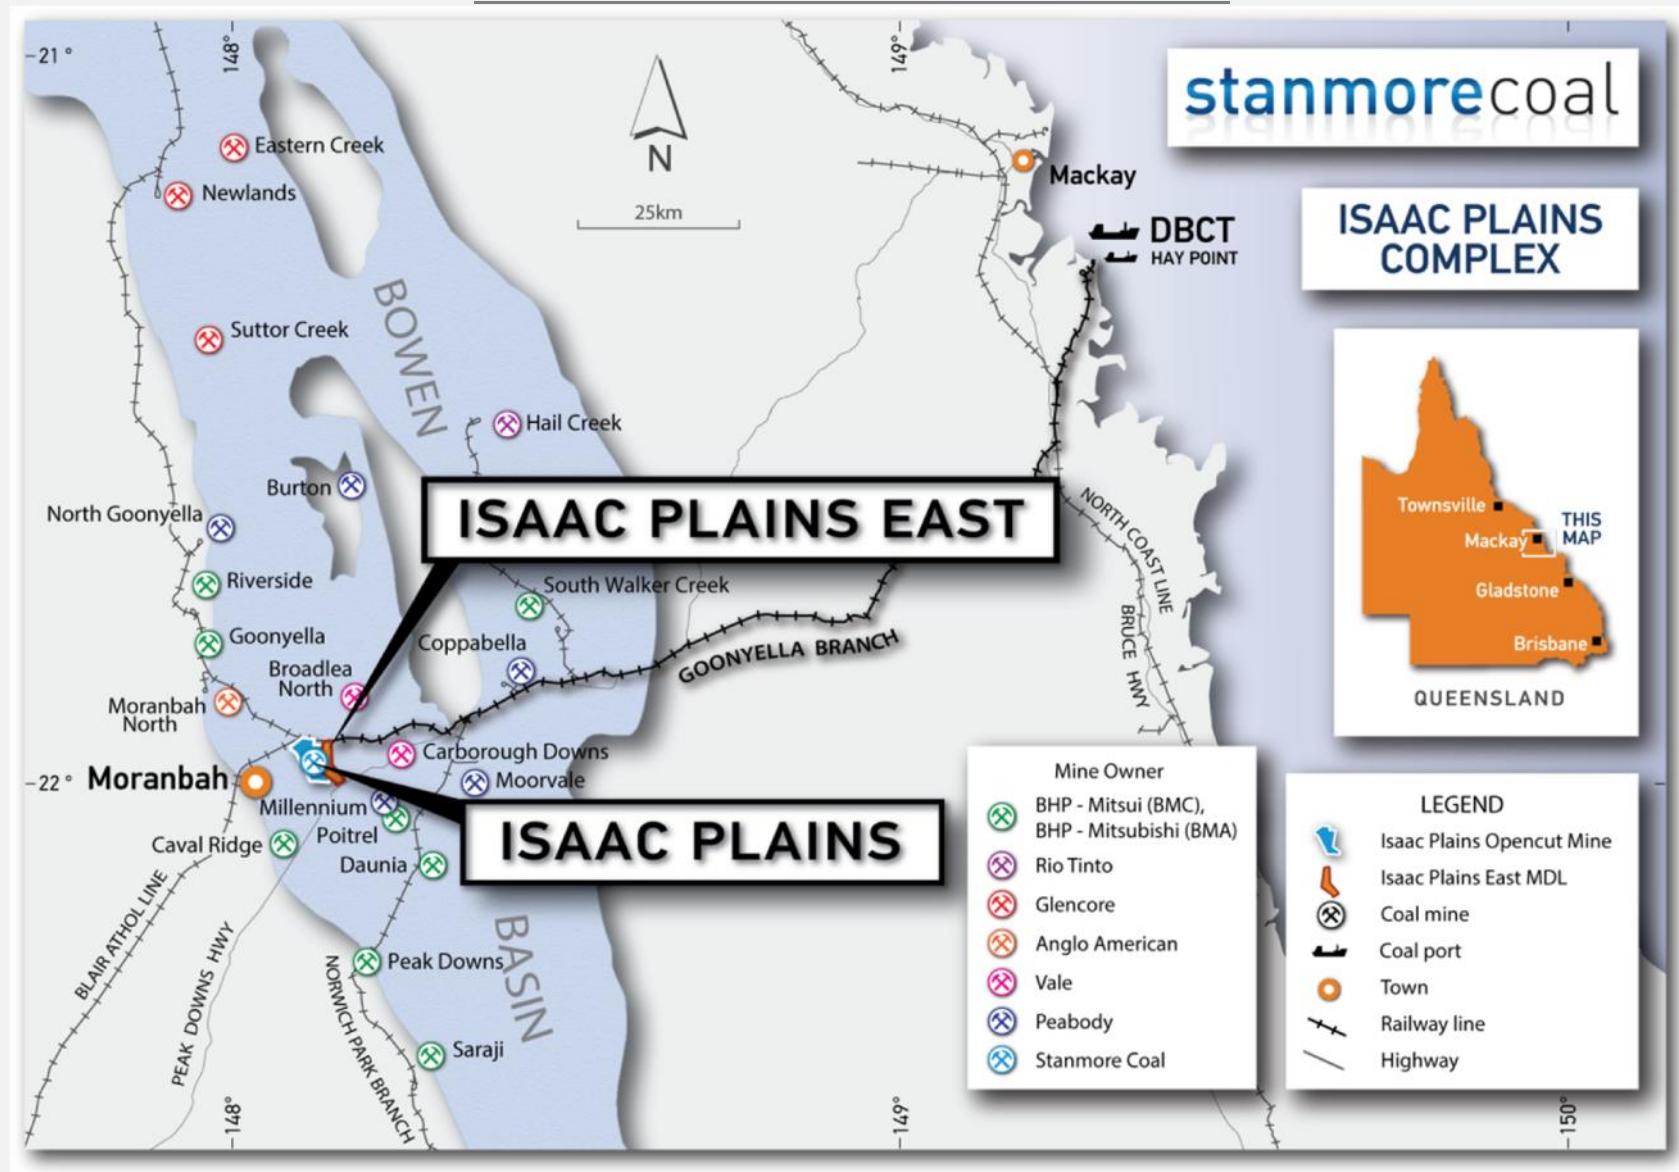 21°
148°
149°
stanmorecoal
Eastern Creek
Newlands
N
25km
Mackay
DBCT
HAY POINT
ISAAC PLAINS
COMPLEX
BOWEN
Suttor Creek
Hail Creek
Burton
North Goonyella
ISAAC PLAINS EAST
NORTH COAST LINE
Townsville
Mackay
THIS
MAP
Gladstone
Brisbane
QUEENSLAND
Riverside
South Walker Creek
BRUCE HWY
Goonyella
Coppabella
GOONYELLA BRANCH
Broadlea
North
Moranbah
North
Carborough Downs
22°
Moranbah
Moorvale
Millennium
Poitrel
Caval Ridge
ISAAC PLAINS
Daunia
BLAIR ATHOL LINE
PEAK DOWNS HWY
Peak Downs
BASIN
NORWICH PARK BRANCH
Saraji
Mine Owner
BHP - Mitsui (BMC),
BHP - Mitsubishi (BMA)
Rio Tinto
Glencore
Anglo American
Vale
Peabody
Stanmore Coal
LEGEND
Isaac Plains Opencut Mine
Isaac Plains East MDL
Coal mine
Coal port
Town
Railway line
Highway
148°
149°
150°